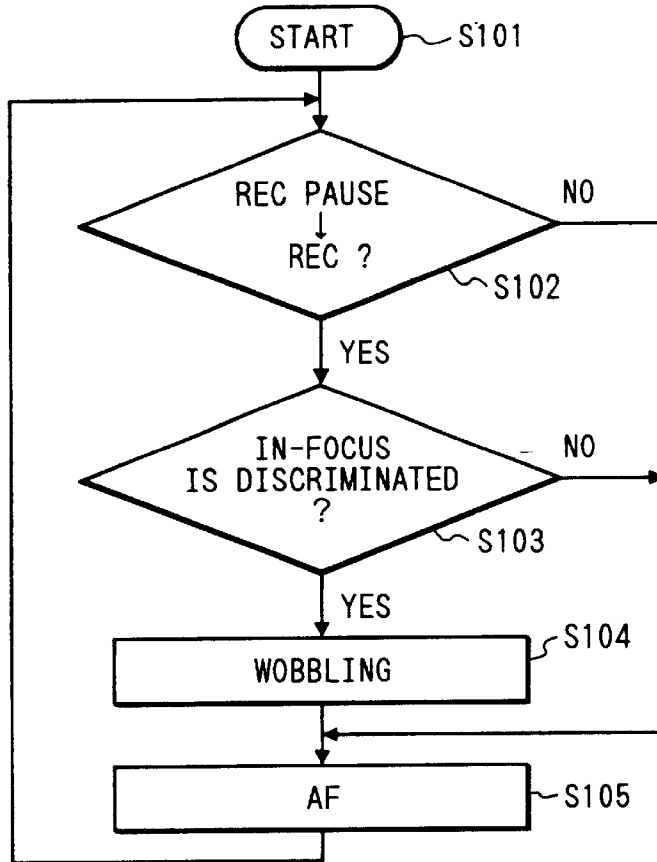 START
S101
REC PAUSE
↓
REC ?
NO
S102
YES
IN-FOCUS
IS DISCRIMINATED
?
NO
S103
YES
WOBBLING
S104
AF
S105